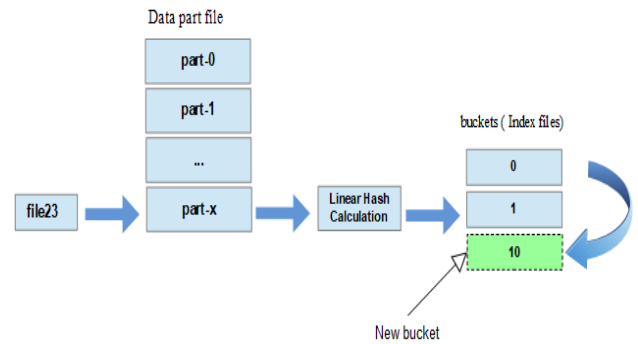 Data part file
part-0
part-1
...
part-x
file23
Linear Hash
Calculation
buckets ( Index files)
0
1
10
New bucket